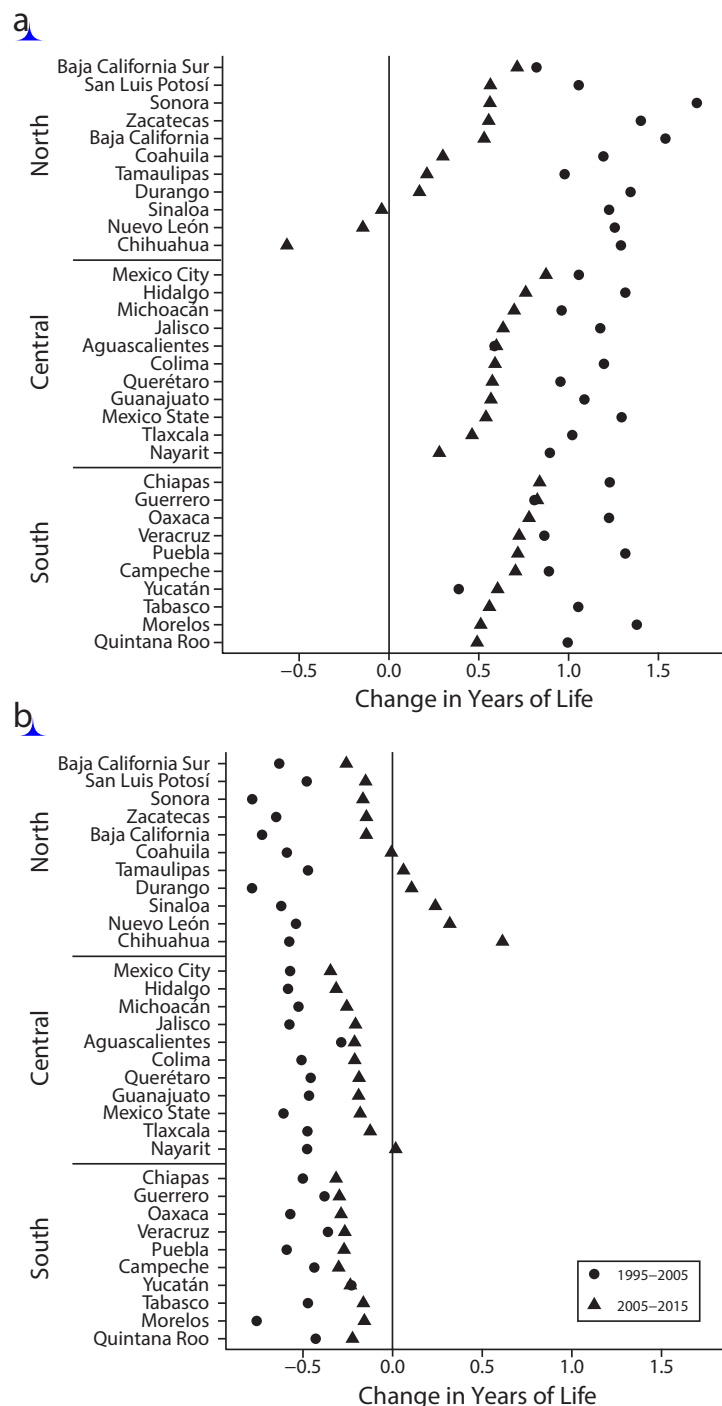 a
North
Baja California Sur
San Luis Potosí
Sonora
Zacatecas
Baja California
Coahuila
Tamaulipas
Durango
Sinaloa
Nuevo León
Chihuahua
Central
Mexico City
Hidalgo
Michoacán
Jalisco
Aguascalientes
Colima
Querétaro
Guanajuato
Mexico State
Tlaxcala
Nayarit
South
Chiapas
Guerrero
Oaxaca
Veracruz
Puebla
Campeche
Yucatán
Tabasco
Morelos
Quintana Roo
−0.5 0.0 0.5 1.0 1.5
Change in Years of Life
b
North
Baja California Sur
San Luis Potosí
Sonora
Zacatecas
Baja California
Coahuila
Tamaulipas
Durango
Sinaloa
Nuevo León
Chihuahua
Central
Mexico City
Hidalgo
Michoacán
Jalisco
Aguascalientes
Colima
Querétaro
Guanajuato
Mexico State
Tlaxcala
Nayarit
South
Chiapas
Guerrero
Oaxaca
Veracruz
Puebla
Campeche
Yucatán
Tabasco
Morelos
Quintana Roo
1995−2005
2005−2015
−0.5 0.0 0.5 1.0 1.5
Change in Years of Life